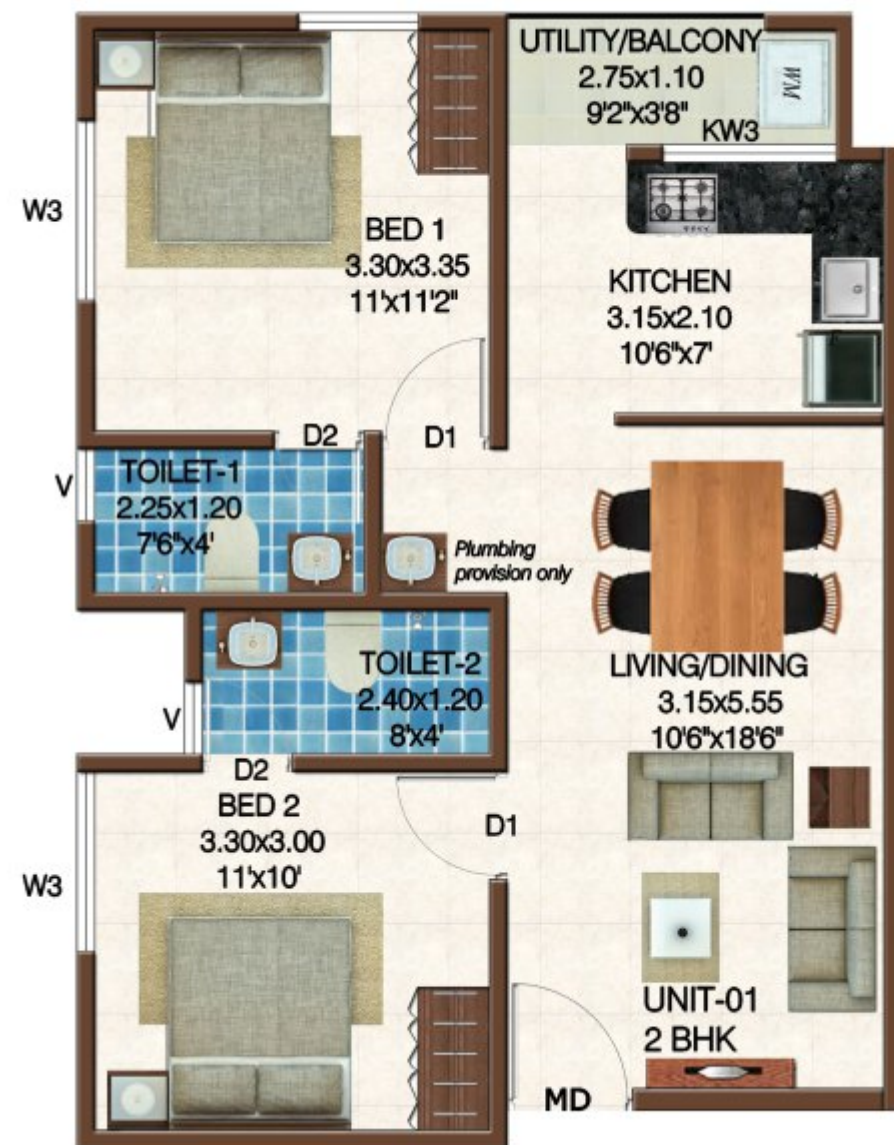 UTILITY/BALCONY
2.75x1.10
9'2"x3'8"
WM
KW3
W3
BED 1
3.30x3.35
11'x11'2"
KITCHEN
3.15x2.10
10'6"x7'
D2
D1
V
TOILET-1
2.25x1.20
7'6"x4'
Plumbing
provision only
TOILET-2
2.40x1.20
8'x4'
LIVING/DINING
3.15x5.55
10'6"x18'6"
V
D2
BED 2
3.30x3.00
11'x10'
D1
W3
UNIT-01
2 BHK
MD